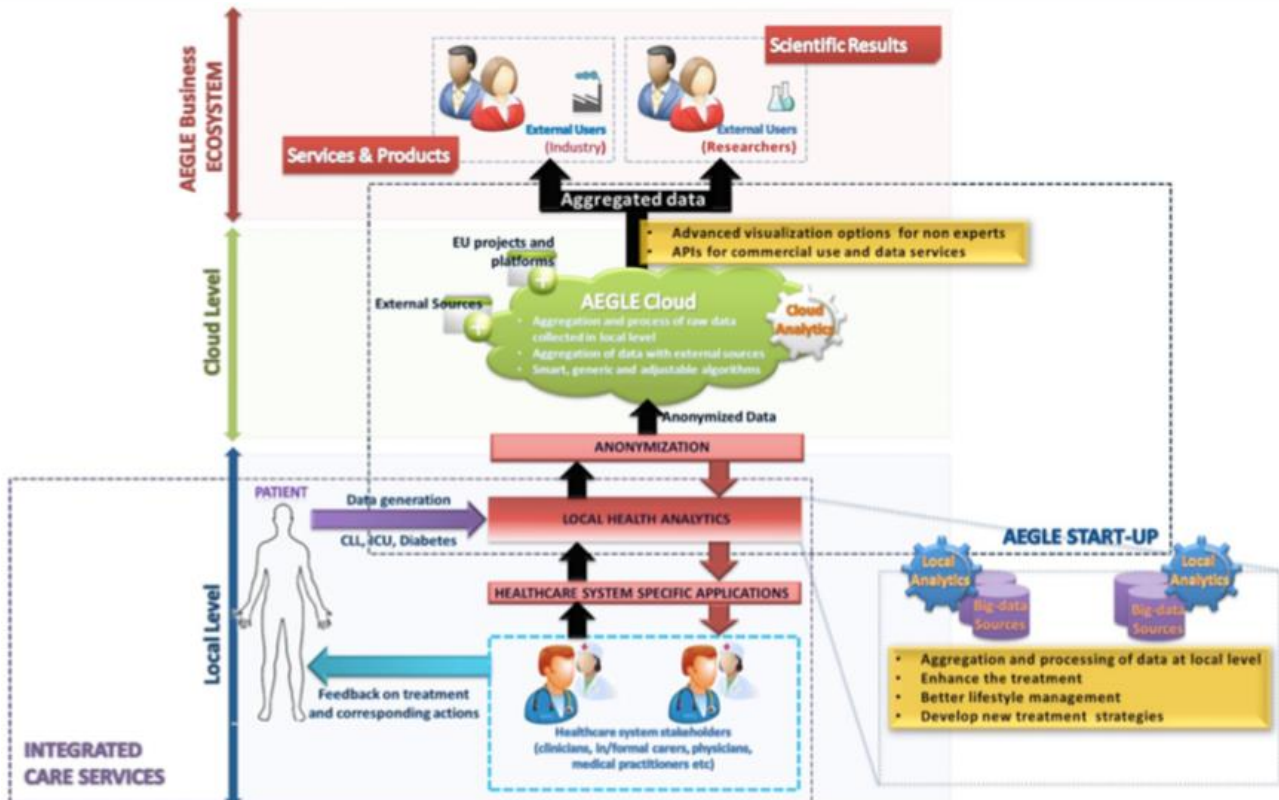 AEGLE Business
ECOSYSTEM
Scientific Results
External Users
(Industry)
External Users
(Researchers)
Services & Products
Aggregated data
• Advanced visualization options for non experts
• APIs for commercial use and data services
Cloud Level
EU projects and
platforms
External Sources
AEGLE Cloud
• Aggregation and process of raw data
collected in local level
• Aggregation of data with external sources
• Smart, generic and adjustable algorithms
Cloud
Analytics
Anonymized Data
ANONYMIZATION
Local Level
PATIENT
Data generation
CLL, ICU, Diabetes
LOCAL HEALTH ANALYTICS
HEALTHCARE SYSTEM SPECIFIC APPLICATIONS
Feedback on treatment
and corresponding actions
Healthcare system stakeholders
(clinicians, in/formal carers, physicians,
medical practitioners etc)
INTEGRATED
CARE SERVICES
AEGLE START-UP
Local
Analytics
Big-data
Sources
Local
Analytics
Big-data
Sources
• Aggregation and processing of data at local level
• Enhance the treatment
• Better lifestyle management
• Develop new treatment strategies